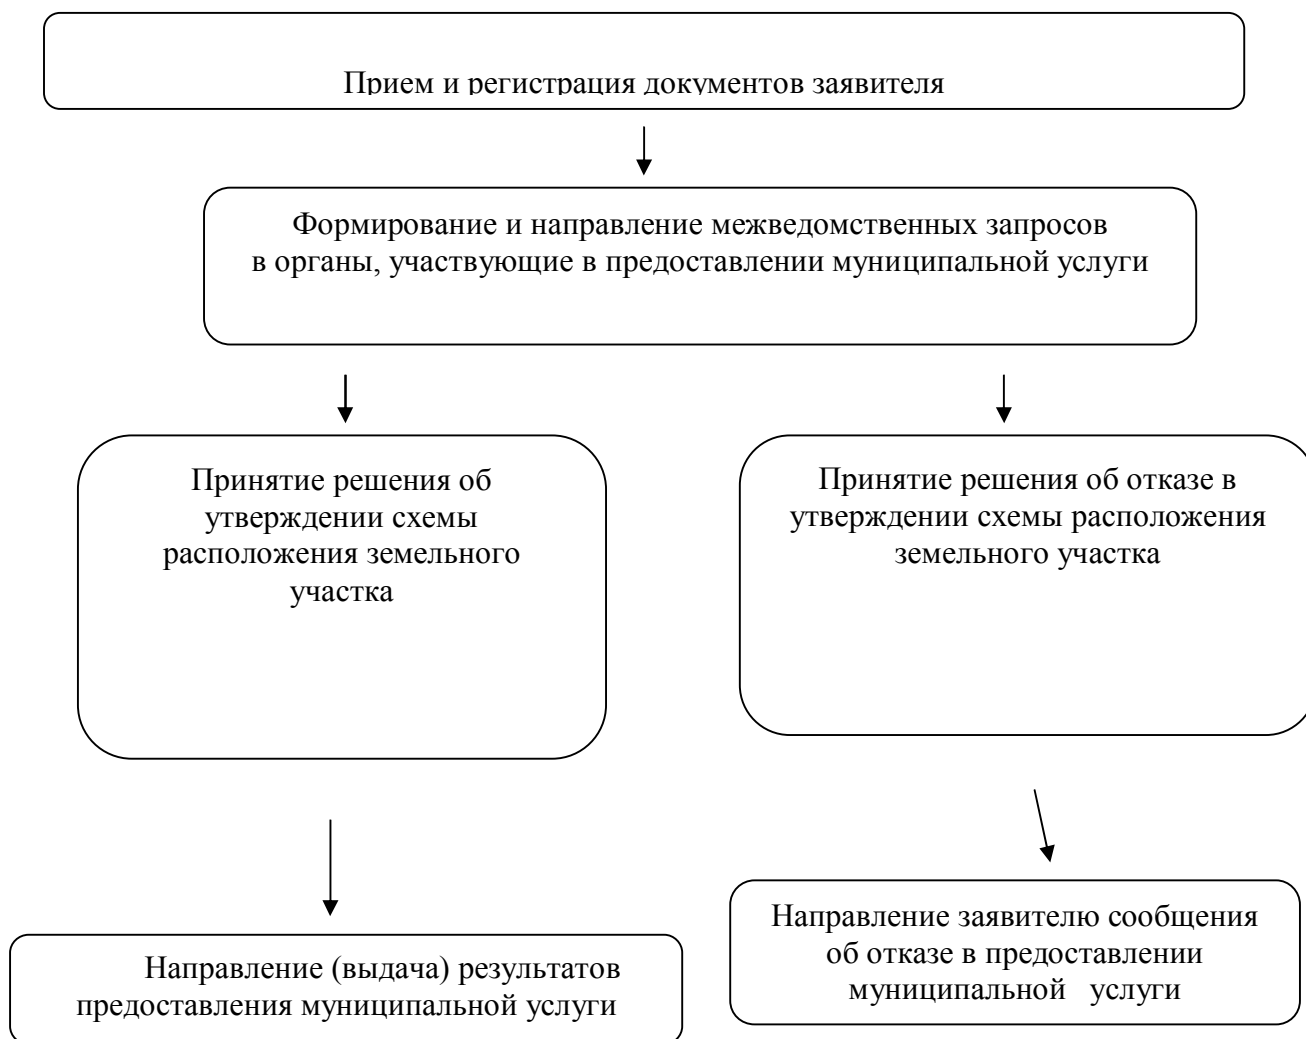 Прием и регистрация документов заявителя
Формирование и направление межведомственных запросов
в органы, участвующие в предоставлении муниципальной услуги
Принятие решения об
утверждении схемы
расположения земельного
участка
Принятие решения об отказе в
утверждении схемы расположения
земельного участка
Направление (выдача) результатов
предоставления муниципальной услуги
Направление заявителю сообщения
об отказе в предоставлении
муниципальной услуги